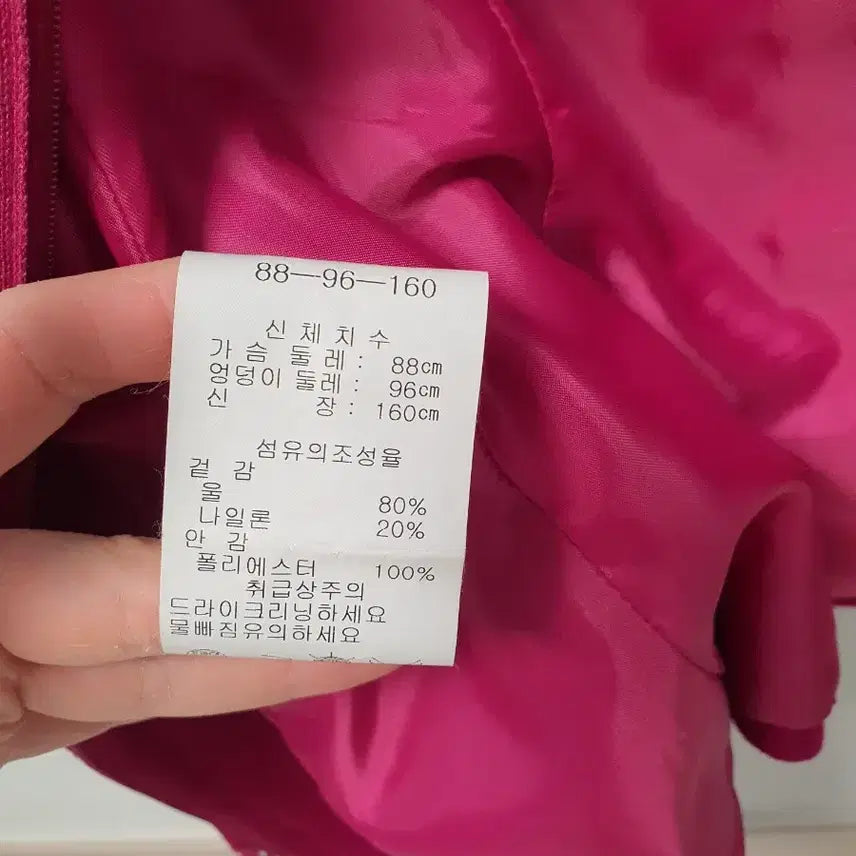 88-96-160
신체치수
가슴둘레: 88cm
엉덩이둘레: 96cm
신 장: 160cm
섬유의조성율
겉감
울 80%
나일론 20%
안감
폴리에스터 100%
취급상주의
드라이크리닝하세요
물빠짐유의하세요